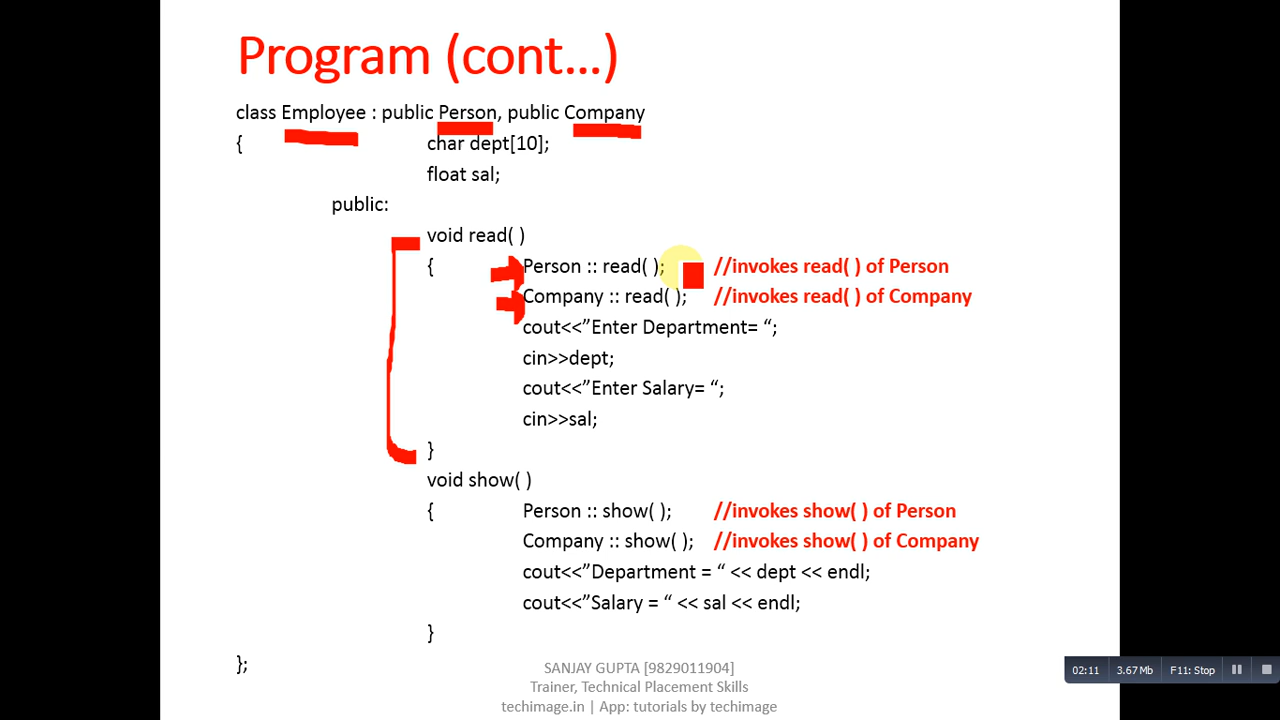 Program (cont...)
class Employee : public Person, public Company
{ char dept[10];
float sal;
public:
void read( )
{ Person :: read( ); //invokes read( ) of Person
Company :: read( ); //invokes read( ) of Company
cout<<”Enter Department= “;
cin>>dept;
cout<<”Enter Salary= “;
cin>>sal;
}
void show( )
{ Person :: show( ); //invokes show( ) of Person
Company :: show( ); //invokes show( ) of Company
cout<<”Department = “ << dept << endl;
cout<<”Salary = “ << sal << endl;
}
};
SANJAY GUPTA [9829011904]
Trainer, Technical Placement Skills
techimage.in | App: tutorials by techimage
02:11 3.67 Mb F11: Stop